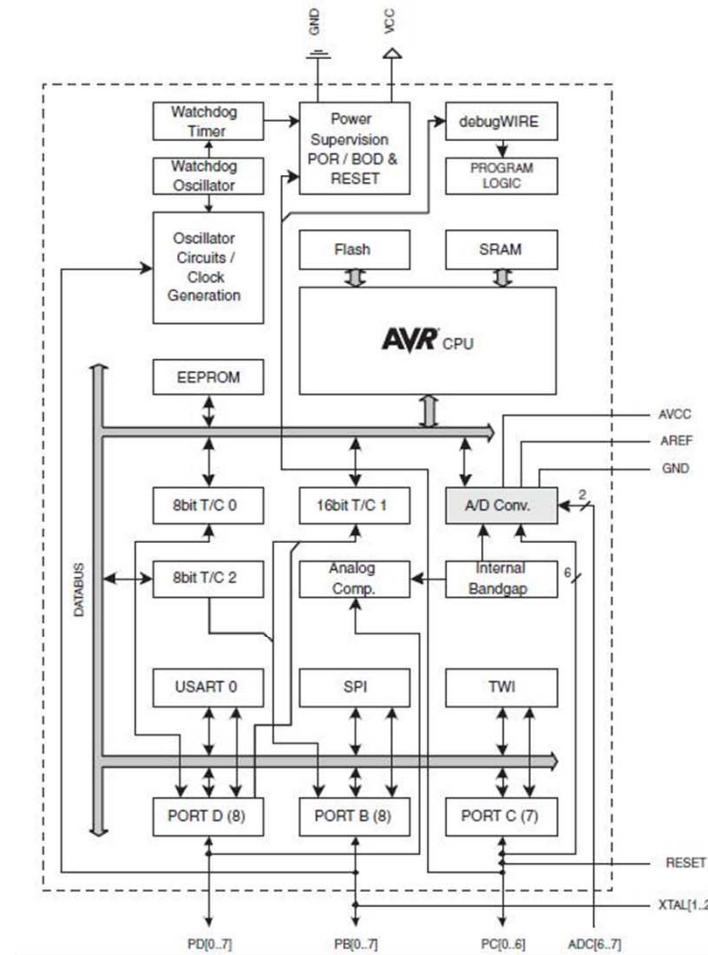 GND
VCC
Watchdog
Timer
Power
Supervision
POR / BOD &
RESET
debugWIRE
Watchdog
Oscillator
PROGRAM
LOGIC
Oscillator
Circuits /
Clock
Generation
Flash
SRAM
AVR CPU
EEPROM
AVCC
AREF
GND
8bit T/C 0
16bit T/C 1
A/D Conv.
2
DATABUS
8bit T/C 2
Analog
Comp.
Internal
Bandgap
6
USART 0
SPI
TWI
PORT D (8)
PORT B (8)
PORT C (7)
RESET
XTAL[1..2
PD[0..7]
PB[0..7]
PC[0..6]
ADC[6..7]